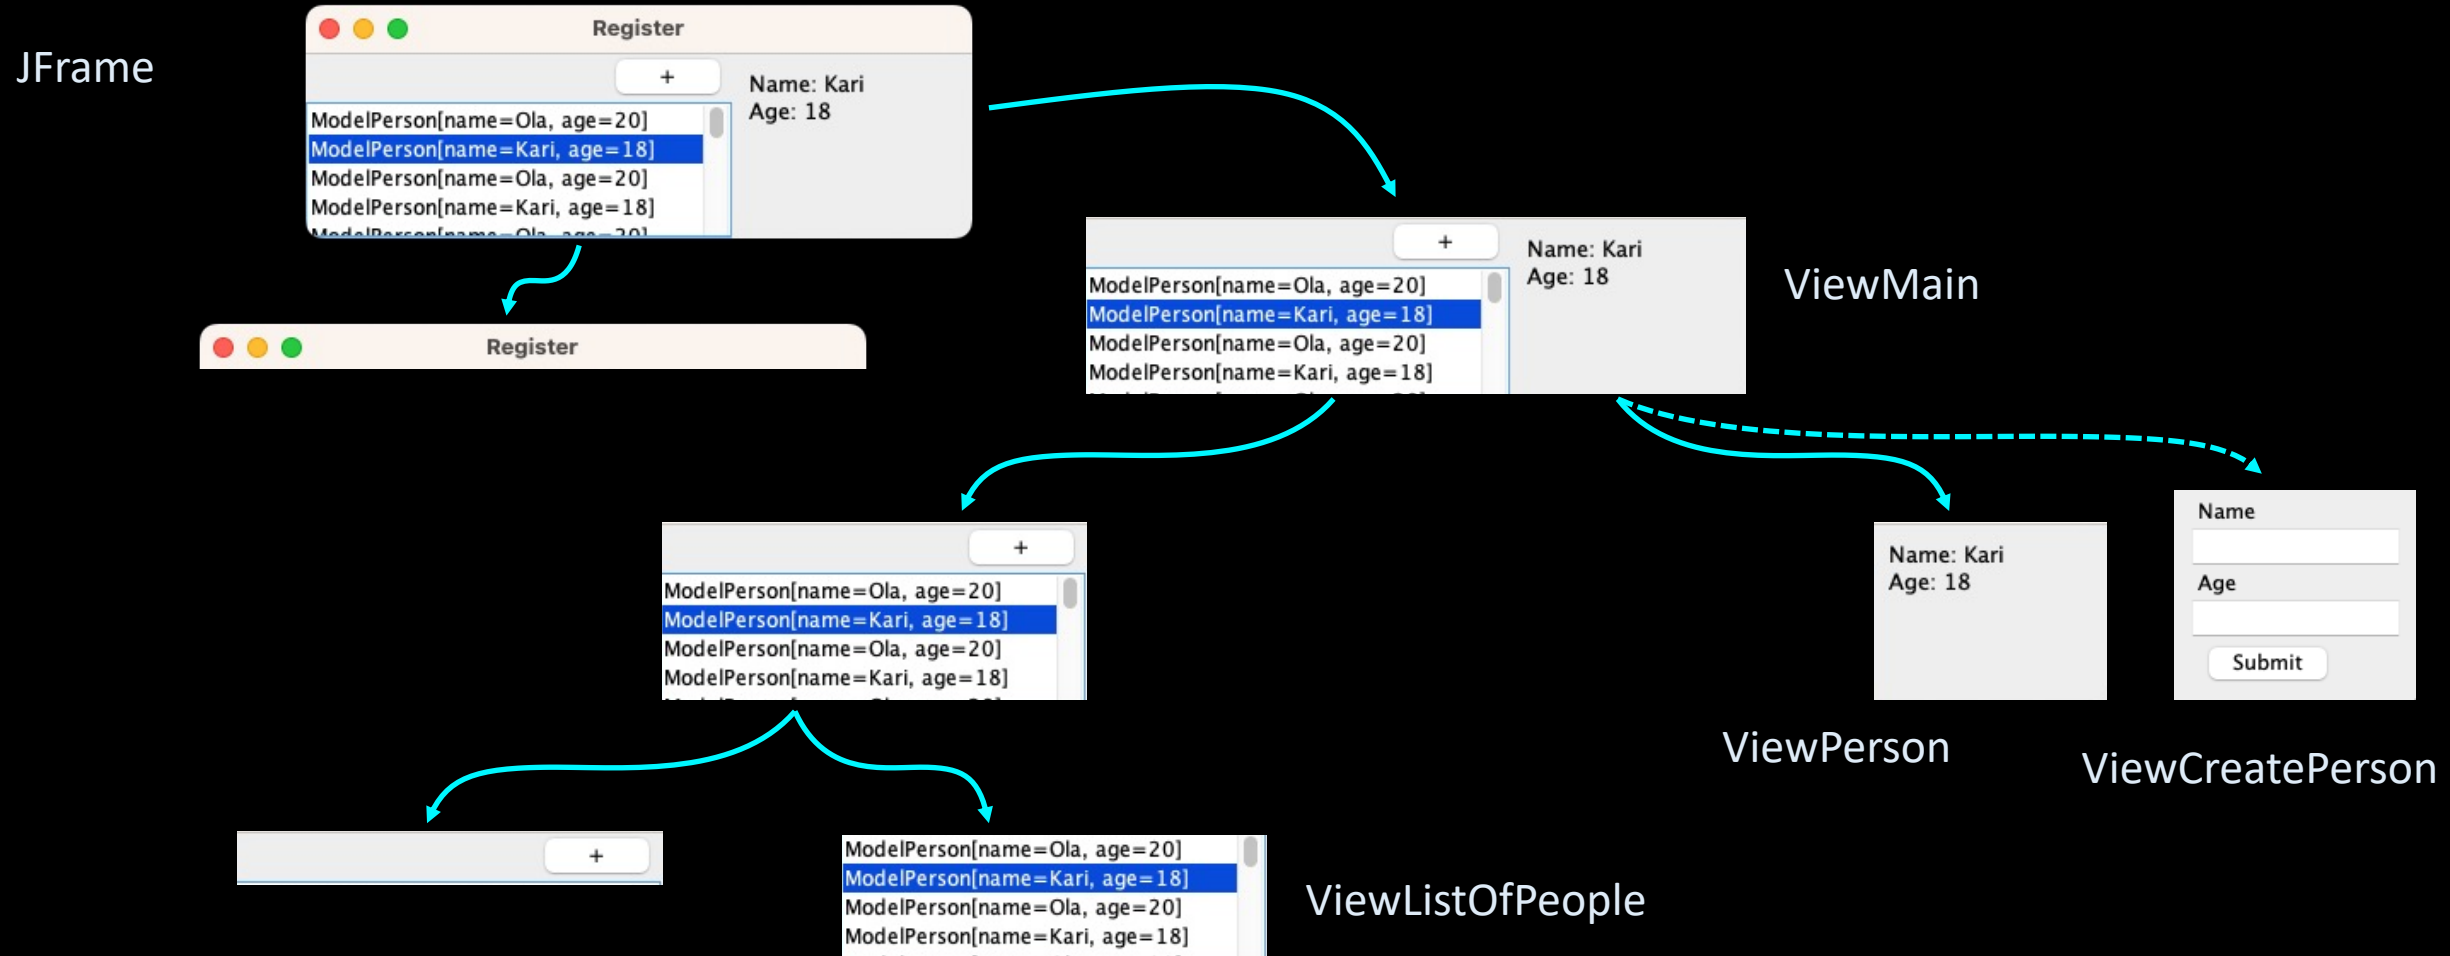 JFrame
Register
+
Name: Kari
Age: 18
ModelPerson[name=Ola, age=20]
ModelPerson[name=Kari, age=18]
ModelPerson[name=Ola, age=20]
ModelPerson[name=Kari, age=18]
ModelPerson[name=Ola, age=20]
Register
+
Name: Kari
Age: 18
ModelPerson[name=Ola, age=20]
ModelPerson[name=Kari, age=18]
ModelPerson[name=Ola, age=20]
ModelPerson[name=Kari, age=18]
ViewMain
+
ModelPerson[name=Ola, age=20]
ModelPerson[name=Kari, age=18]
ModelPerson[name=Ola, age=20]
ModelPerson[name=Kari, age=18]
Name: Kari
Age: 18
ViewPerson
Name
Age
Submit
ViewCreatePerson
+
ModelPerson[name=Ola, age=20]
ModelPerson[name=Kari, age=18]
ModelPerson[name=Ola, age=20]
ModelPerson[name=Kari, age=18]
ViewListOfPeople